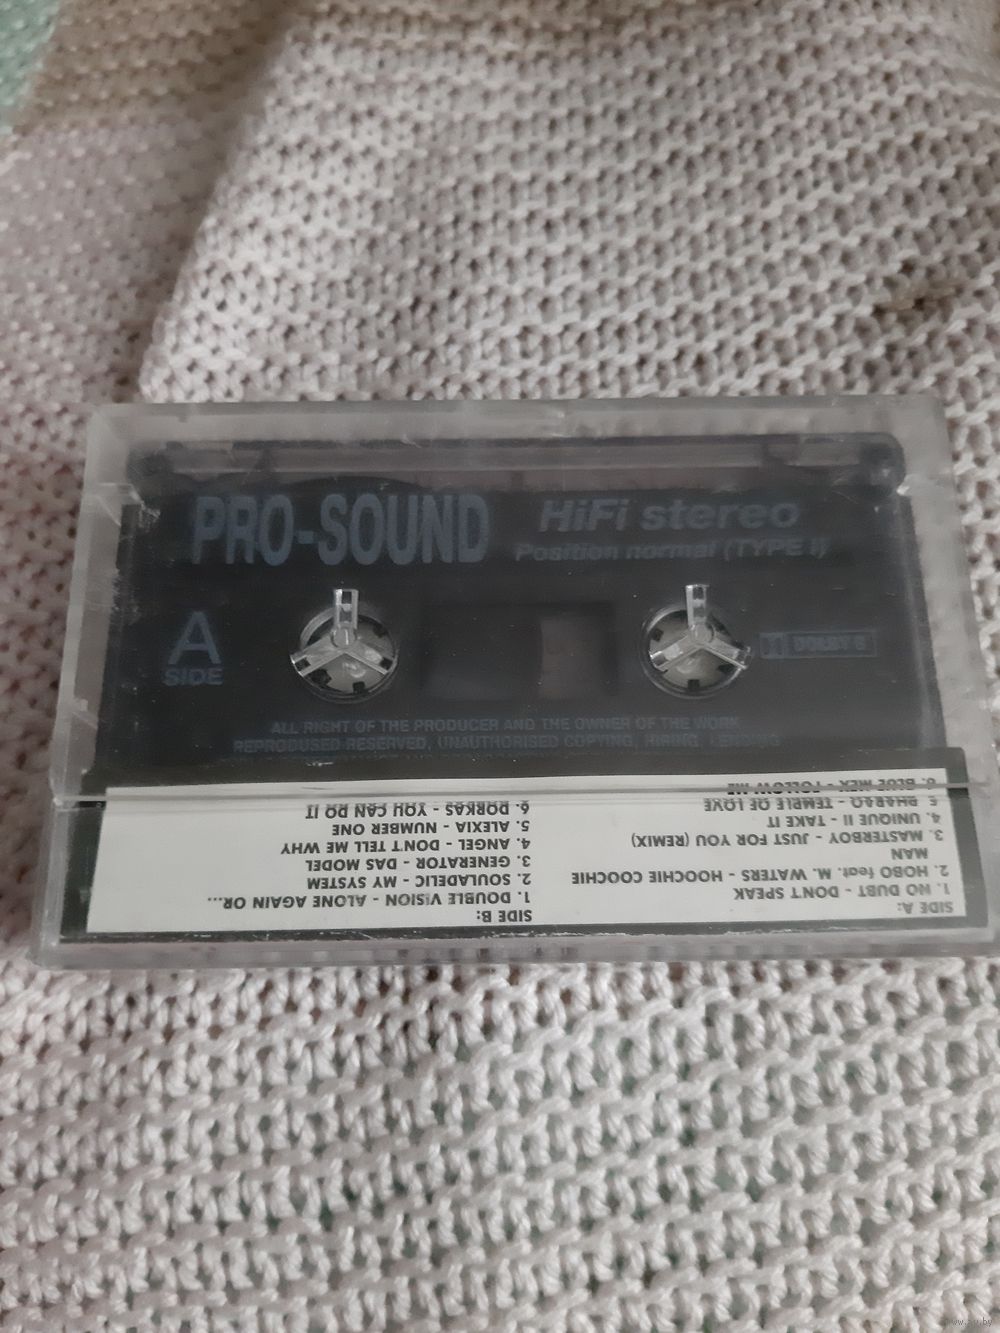 PRO-SOUND
HiFi stereo
Position normal (TYPE I)
A
SIDE
DOLBY B
ALL RIGHT OF THE PRODUCER AND THE OWNER OF THE WORK
REPRODUSED RESERVED, UNAUTHORISED COPYING, HIRING, LENDING
SIDE A:
1. NO DUBT - DON'T SPEAK
2. HOBO feat. M. WATERS - HOOCHIE COOCHIE
MAN
3. MASTERBOY - JUST FOR YOU (REMIX)
4. UNIQUE II - TAKE IT
5. PHARAO - TEMPLE OF LOVE
6. BLUE MEX - FOLLOW ME
SIDE B:
1. DOUBLE VISION - ALONE AGAIN OR...
2. SOULADELIC - MY SYSTEM
3. GENERATOR - DAS MODEL
4. ANGEL - DON'T TELL ME WHY
5. ALEXIA - NUMBER ONE
6. DORKAS - YOU CAN DO IT